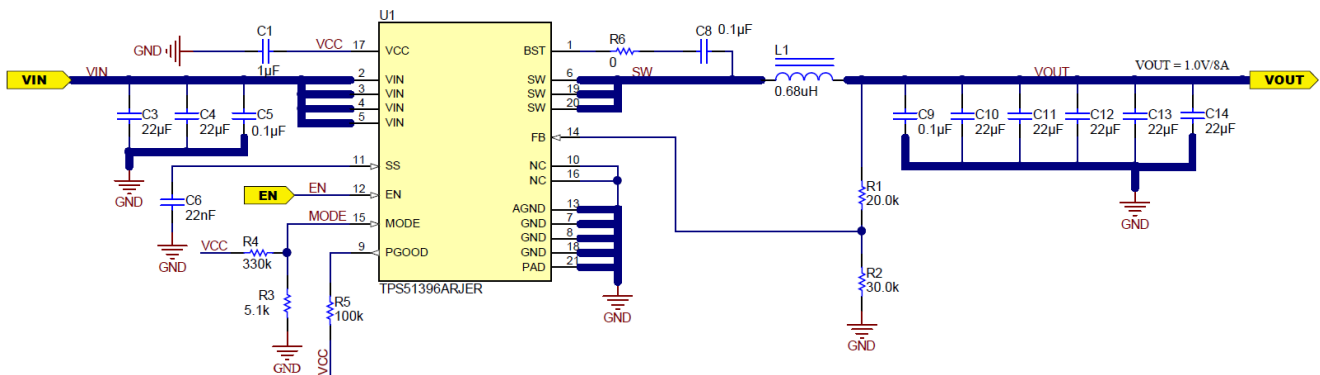 U1
GND
C1
1µF
VCC
17
VCC
BST
1
R6
0
C8
0.1µF
L1
0.68uH
VIN
VIN
2
3
4
5
VIN
VIN
VIN
VIN
SW
SW
SW
6
19
20
SW
VOUT
VOUT = 1.0V/8A
VOUT
C3
22µF
C4
22µF
C5
0.1µF
GND
FB
14
C9
0.1µF
C10
22µF
C11
22µF
C12
22µF
C13
22µF
C14
22µF
GND
11
SS
NC
10
NC
16
C6
22nF
GND
EN
EN
12
EN
R1
20.0k
AGND
13
GND
7
GND
8
GND
18
PAD
21
MODE
15
MODE
VCC
R4
330k
9
PGOOD
R3
5.1k
GND
R5
100k
VCC
TPS51396ARJER
GND
R2
30.0k
GND